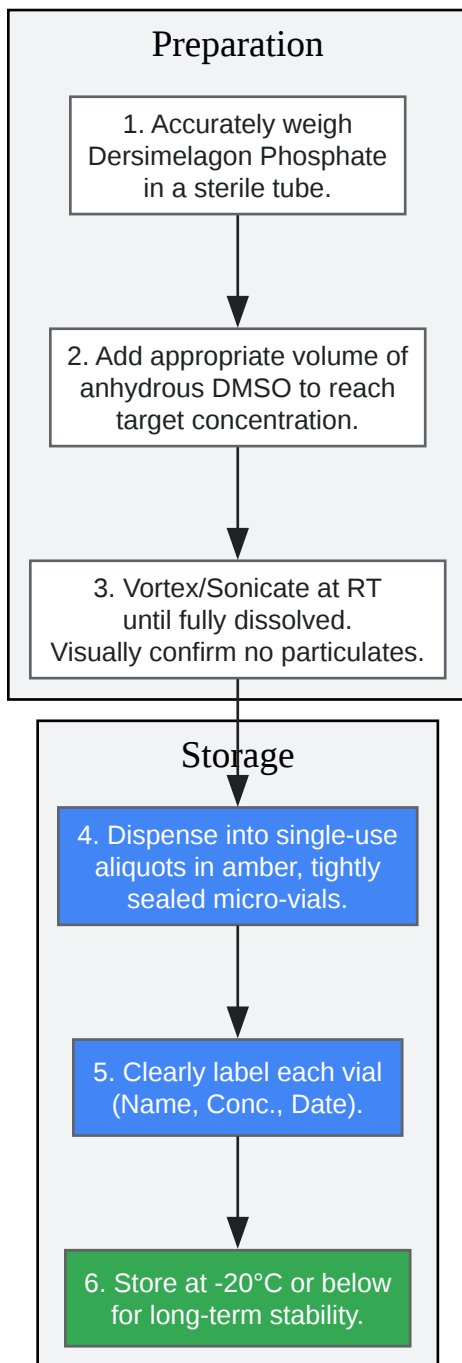 Preparation
1. Accurately weigh
Dersimelagon Phosphate
in a sterile tube.
2. Add appropriate volume of
anhydrous DMSO to reach
target concentration.
3. Vortex/Sonicate at RT
until fully dissolved.
Visually confirm no particulates.
Storage
4. Dispense into single-use
aliquots in amber, tightly
sealed micro-vials.
5. Clearly label each vial
(Name, Conc., Date).
6. Store at -20°C or below
for long-term stability.